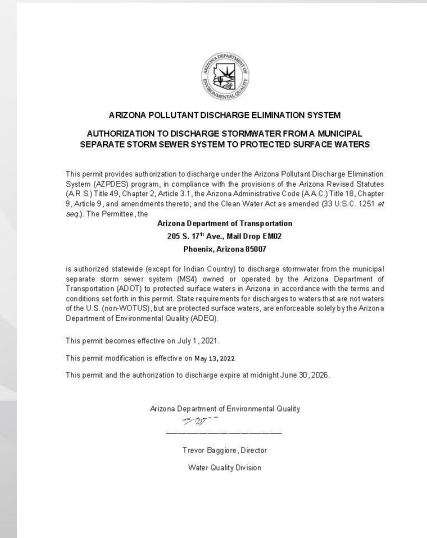 ARIZONA DEPARTMENT OF
ENVIRONMENTAL QUALITY
ARIZONA POLLUTANT DISCHARGE ELIMINATION SYSTEM
AUTHORIZATION TO DISCHARGE STORMWATER FROM A MUNICIPAL
SEPARATE STORM SEWER SYSTEM TO PROTECTED SURFACE WATERS
This permit provides authorization to discharge under the Arizona Pollutant Discharge Elimination
System (AZPDES) program, in compliance with the provisions of the Arizona Revised Statutes
(A.R.S.) Title 49, Chapter 2, Article 3.1, the Arizona Administrative Code (A.A.C.) Title 18, Chapter
9, Article 9, and amendments thereto; and the Clean Water Act as amended (33 U.S.C. 1251 et
seq.). The Permittee, the
Arizona Department of Transportation
205 S. 17th Ave., Mail Drop EM02
Phoenix, Arizona 85007
is authorized statewide (except for Indian Country) to discharge stormwater from the municipal
separate storm sewer system (MS4) owned or operated by the Arizona Department of
Transportation (ADOT) to protected surface waters in Arizona in accordance with the terms and
conditions set forth in this permit. State requirements for discharges to waters that are not waters
of the U.S. (non-WOTUS), but are protected surface waters, are enforceable solely by the Arizona
Department of Environmental Quality (ADEQ).
This permit becomes effective on July 1, 2021.
This permit modification is effective on May 13, 2022
This permit and the authorization to discharge expire at midnight June 30, 2026.
Arizona Department of Environmental Quality
Trevor Baggiore, Director
Water Quality Division